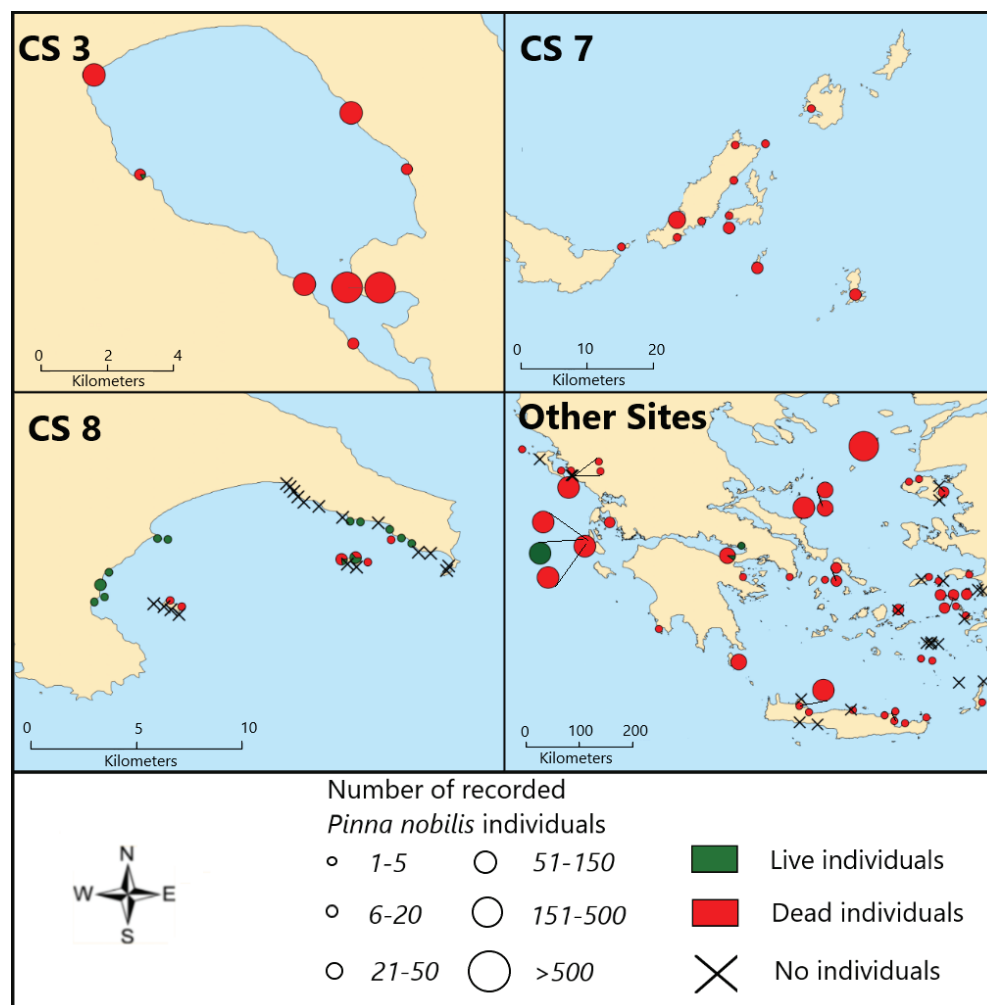 CS 3
0 2 4
Kilometers
CS 7
0 10 20
Kilometers
CS 8
0 5 10
Kilometers
Other Sites
0 100 200
Kilometers
N
W E
S
Number of recorded
Pinna nobilis individuals
1-5
6-20
21-50
51-150
151-500
>500
Live individuals
Dead individuals
No individuals